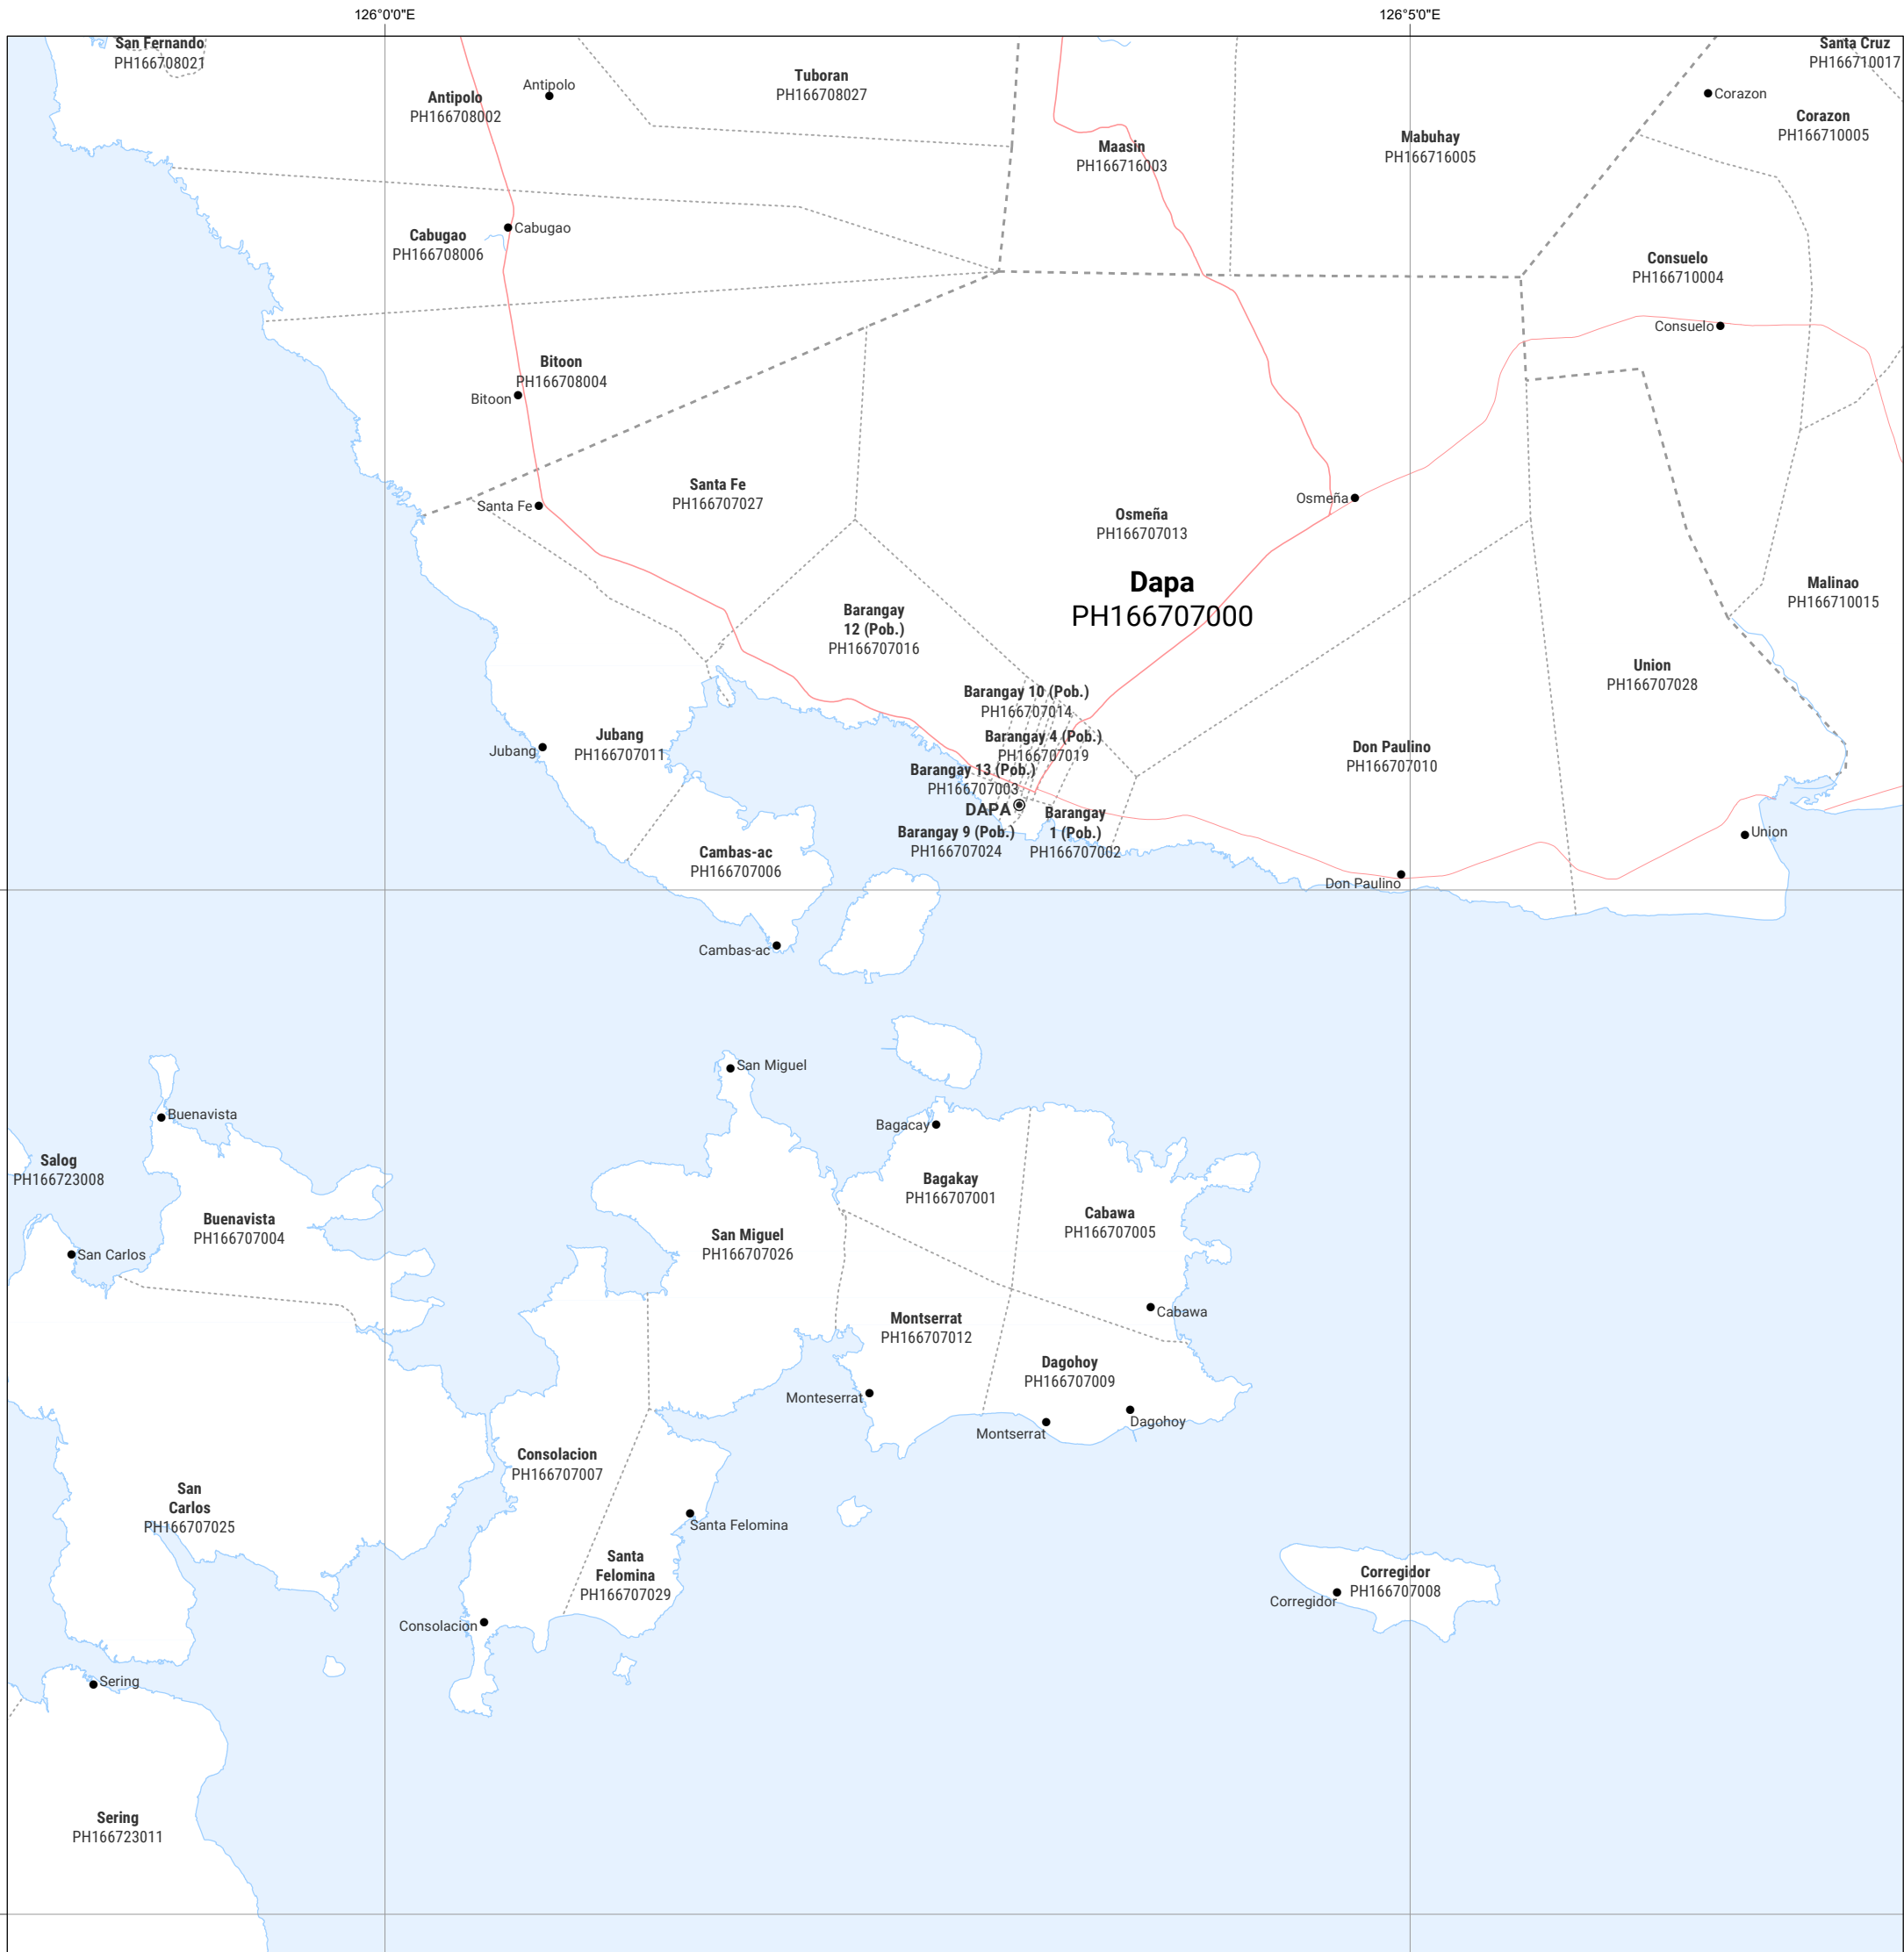 126°0'0"E
126°5'0"E
San Fernando
PH166708021
Antipolo
PH166708002
Antipolo
Tuboran
PH166708027
Maasin
PH166716003
Mabuhay
PH166716005
Santa Cruz
PH166710017
Corazon
Corazon
PH166710005
Cabugao
PH166708006
Cabugao
Consuelo
PH166710004
Consuelo
Bitoon
PH166708004
Bitoon
Santa Fe
PH166707027
Santa Fe
Osmeña
Osmeña
PH166707013
Dapa
PH166707000
Malinao
PH166710015
Barangay
12 (Pob.)
PH166707016
Union
PH166707028
Barangay 10 (Pob.)
PH166707014
Barangay 4 (Pob.)
PH166707019
Jubang
Jubang
PH166707011
Don Paulino
PH166707010
Barangay 13 (Pob.)
PH166707003
DAPA
Barangay
1 (Pob.)
PH166707002
Barangay 9 (Pob.)
PH166707024
Union
Cambas-ac
PH166707006
Don Paulino
Cambas-ac
San Miguel
Buenavista
Bagacay
Salog
PH166723008
Bagakay
PH166707001
Buenavista
PH166707004
Cabawa
PH166707005
San Miguel
PH166707026
San Carlos
Cabawa
Montserrat
PH166707012
Dagohoy
PH166707009
Monteserrat
Montserrat
Dagohoy
Consolacion
PH166707007
San
Carlos
PH166707025
Santa Felomina
Santa
Felomina
PH166707029
Corregidor
PH166707008
Corregidor
Consolacion
Sering
Sering
PH166723011